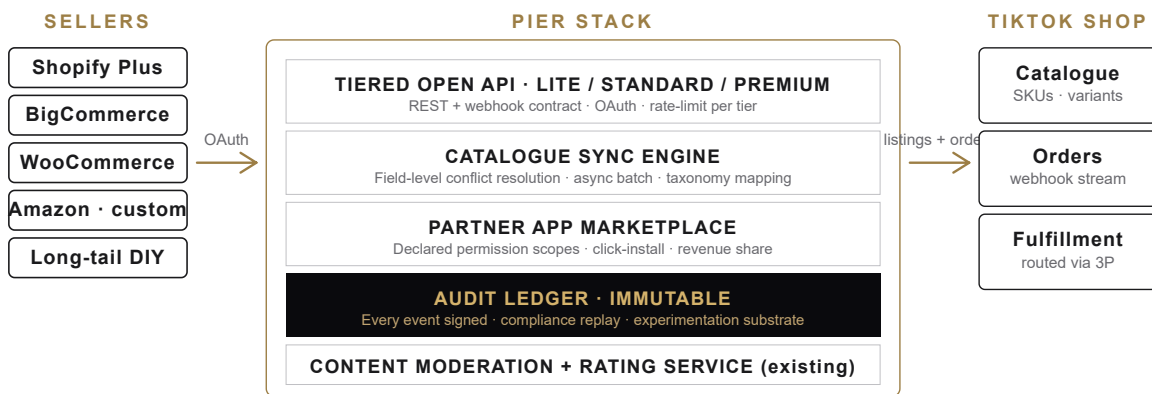 SELLERS
Shopify Plus
BigCommerce
WooCommerce
Amazon · custom
Long-tail DIY
OAuth
PIER STACK
TIERED OPEN API · LITE / STANDARD / PREMIUM
REST + webhook contract · OAuth · rate-limit per tier
CATALOGUE SYNC ENGINE
Field-level conflict resolution · async batch · taxonomy mapping
PARTNER APP MARKETPLACE
Declared permission scopes · click-install · revenue share
AUDIT LEDGER · IMMUTABLE
Every event signed · compliance replay · experimentation substrate
CONTENT MODERATION + RATING SERVICE (existing)
listings + orde
TIKTOK SHOP
Catalogue
SKUs · variants
Orders
webhook stream
Fulfillment
routed via 3P